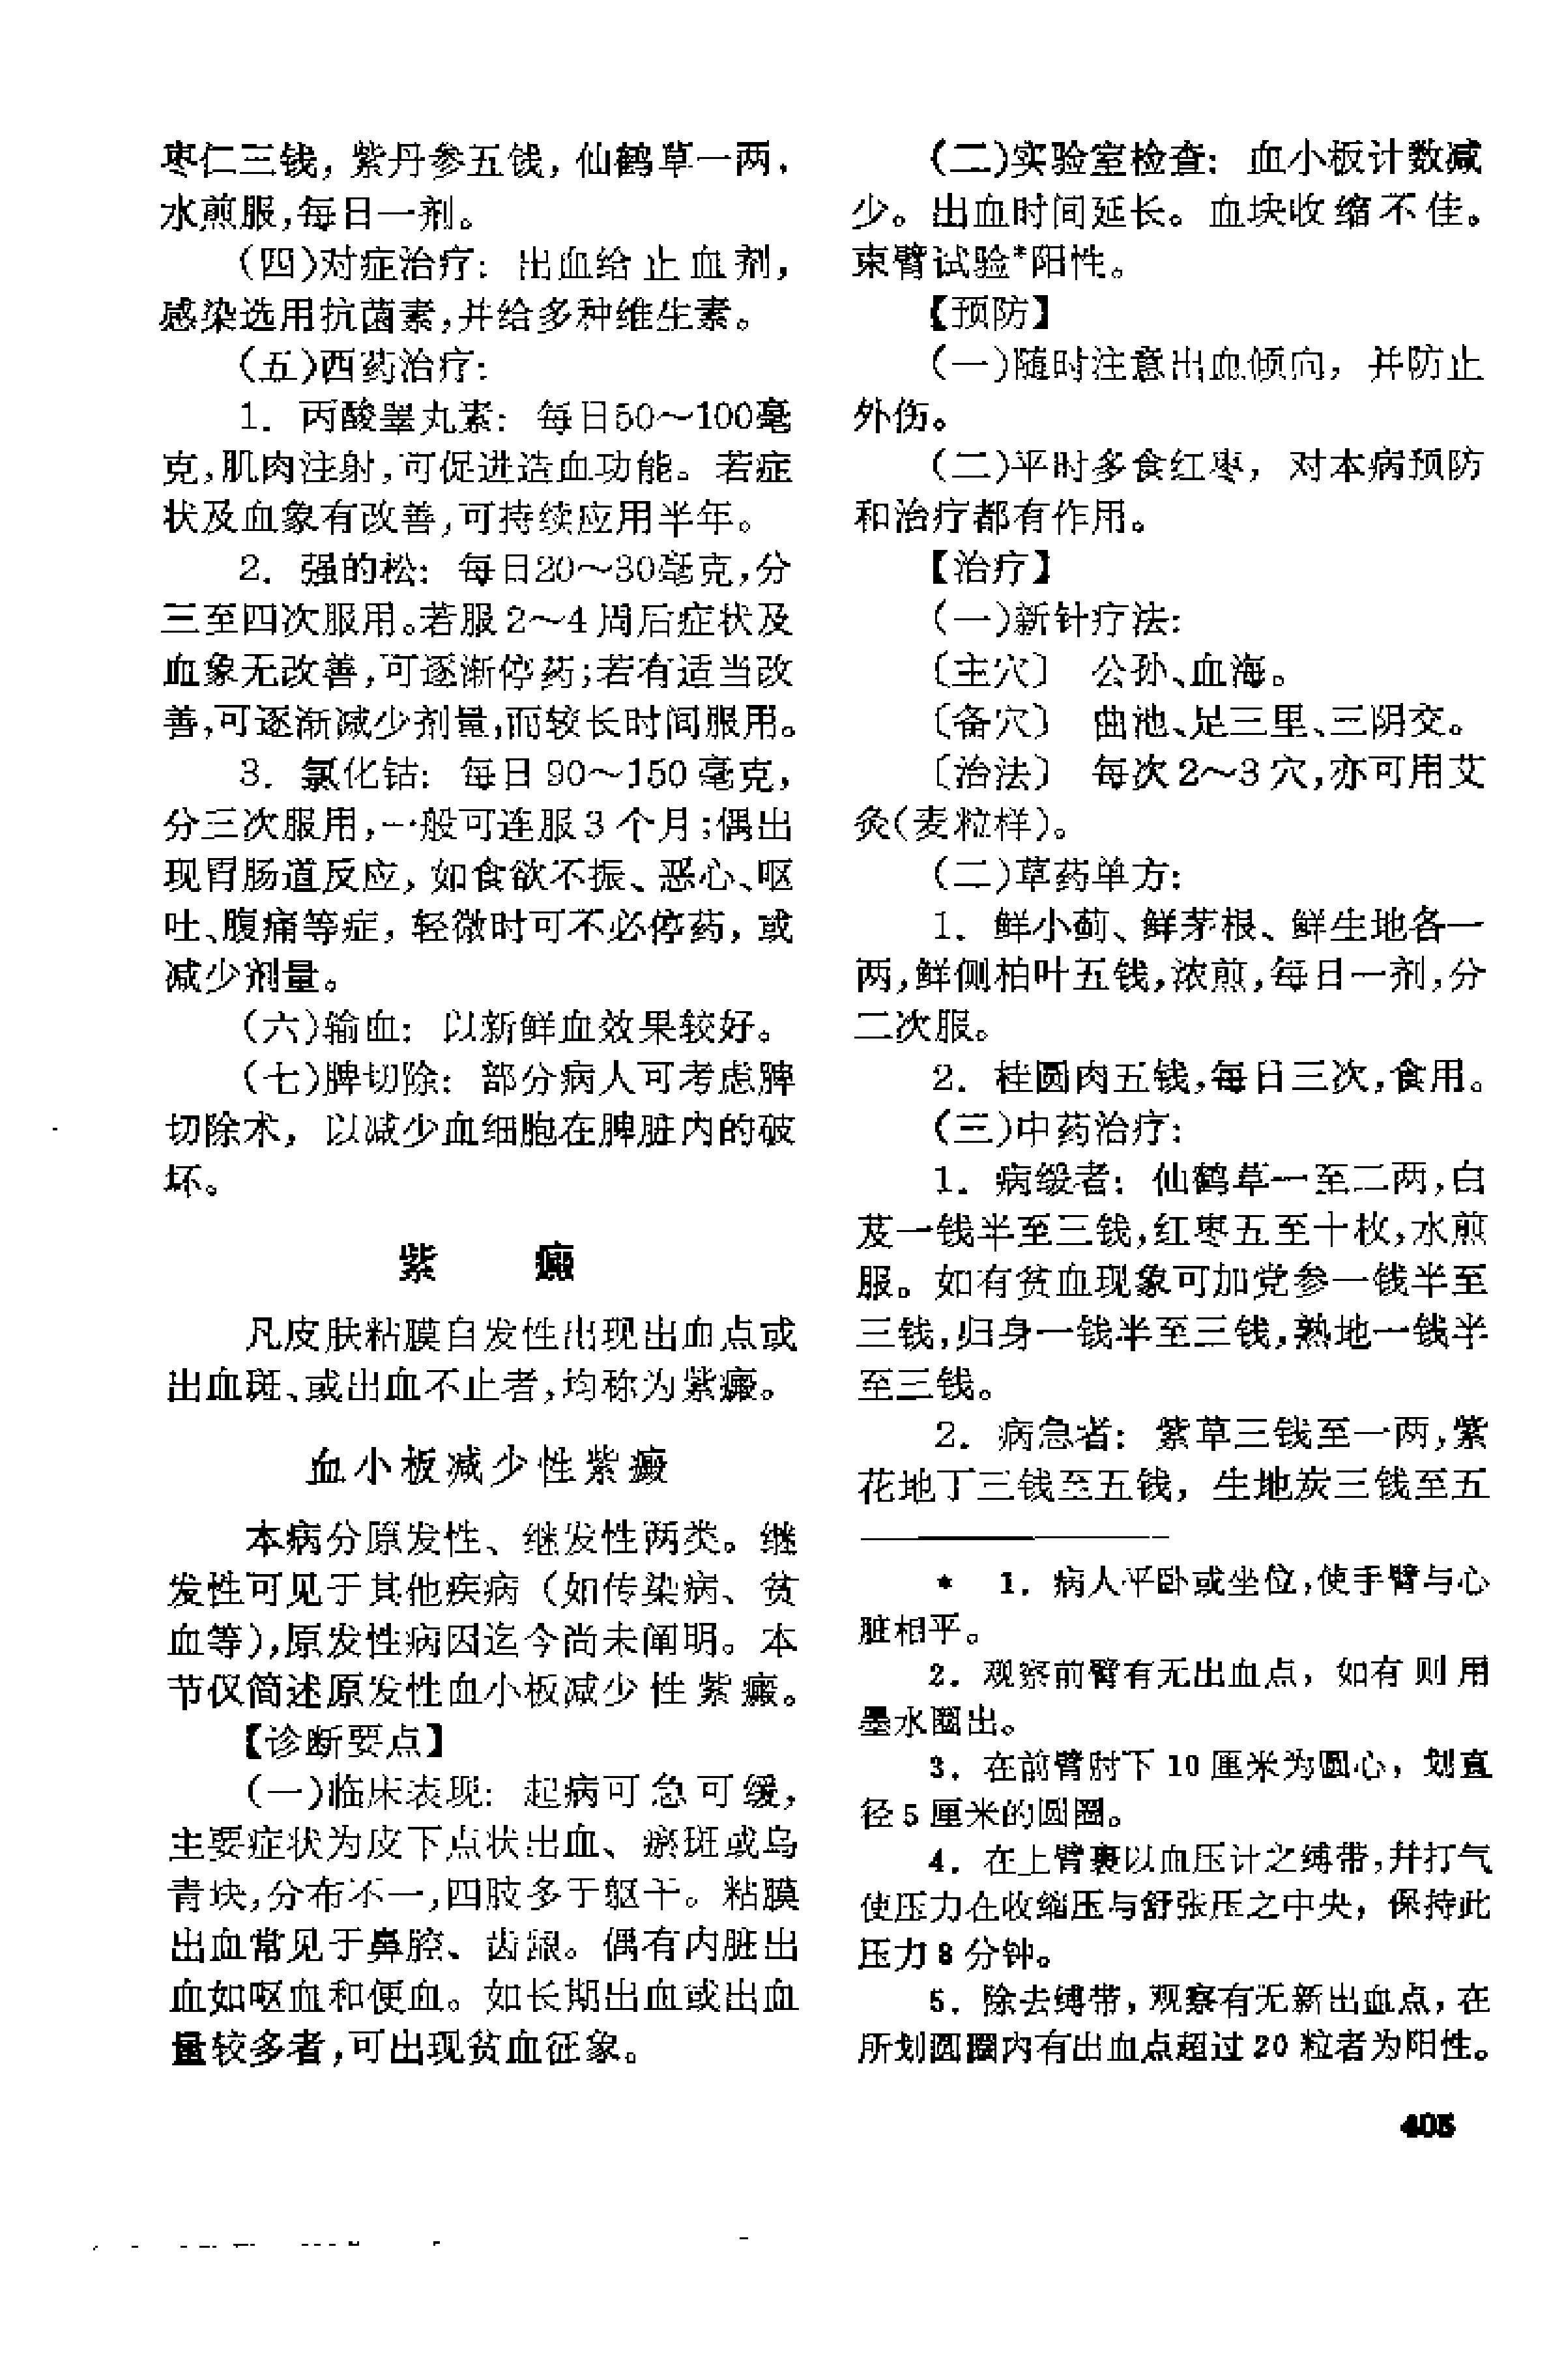 枣仁三钱，紫丹参五钱，仙鹤草一两，
水煎服，每日一剂。
（四）对症治疗：出血给止血剂，
感染选用抗菌素，并给多种维生素。
（五）西药治疗：
1．丙酸睾丸素：每日50～100毫
克，肌肉注射，可促进造血功能。若症
状及血象有改善，可持续应用半年。
2．强的松：每日20～30毫克，分
三至四次服用。若服2～4周后症状及
血象无改善，可逐渐停药；若有适当改
善，可逐渐减少剂量，而较长时间服用。
3．氯化钴：每日90～150毫克，
分三次服用，一般可连服3个月；偶出
现胃肠道反应，如食欲不振、恶心、呕
吐、腹痛等症，轻微时可不必停药，或
减少剂量。
（六）输血：以新鲜血效果较好。
（七）脾切除：部分病人可考虑脾
切除术，以减少血细胞在脾脏内的破
坏。
紫癜
凡皮肤粘膜自发性出现出血点或
出血斑、或出血不止者，均称为紫癜。
血小板减少性紫癜
本病分原发性、继发性两类。继
发性可见于其他疾病（如传染病、贫
血等），原发性病因迄今尚未阐明。本
节仅简述原发性血小板减少性紫癜。
【诊断要点】
（一）临床表现：起病可急可缓，
主要症状为皮下点状出血、瘀斑或乌
青块，分布不一，四肢多于躯干。粘膜
出血常见于鼻腔、齿龈。偶有内脏出
血如呕血和便血。如长期出血或出血
量较多者，可出现贫血征象。
（二）实验室检查：血小板计数减
少。出血时间延长。血块收缩不佳。
束臂试验*阳性。
【预防】
（一）随时注意出血倾向，并防止
外伤。
（二）平时多食红枣，对本病预防
和治疗都有作用。
【治疗】
（一）新针疗法：
〔主穴〕 公孙、血海。
〔备穴〕 曲池、足三里、三阴交。
〔治法〕 每次2～3穴，亦可用艾
灸（麦粒样）。
（二）草药单方：
1．鲜小蓟、鲜茅根、鲜生地各一
两，鲜侧柏叶五钱，浓煎，每日一剂，分
二次服。
2．桂圆肉五钱，每日三次，食用。
（三）中药治疗：
1．病缓者：仙鹤草一至二两，白
芨一钱半至三钱，红枣五至十枚，水煎
服。如有贫血现象可加党参一钱半至
三钱，归身一钱半至三钱，熟地一钱半
至三钱。
2．病急者：紫草三钱至一两，紫
花地丁三钱至五钱，生地炭三钱至五
* 1．病人平卧或坐位，使手臂与心
脏相平。
2．观察前臂有无出血点，如有则用
墨水圈出。
3．在前臂肘下10厘米为圆心，划直
径5厘米的圆圈。
4．在上臂裹以血压计之缚带，并打气
使压力在收缩压与舒张压之中央，保持此
压力8分钟。
5．除去缚带，观察有无新出血点，在
所划圆圈内有出血点超过20粒者为阳性。
405